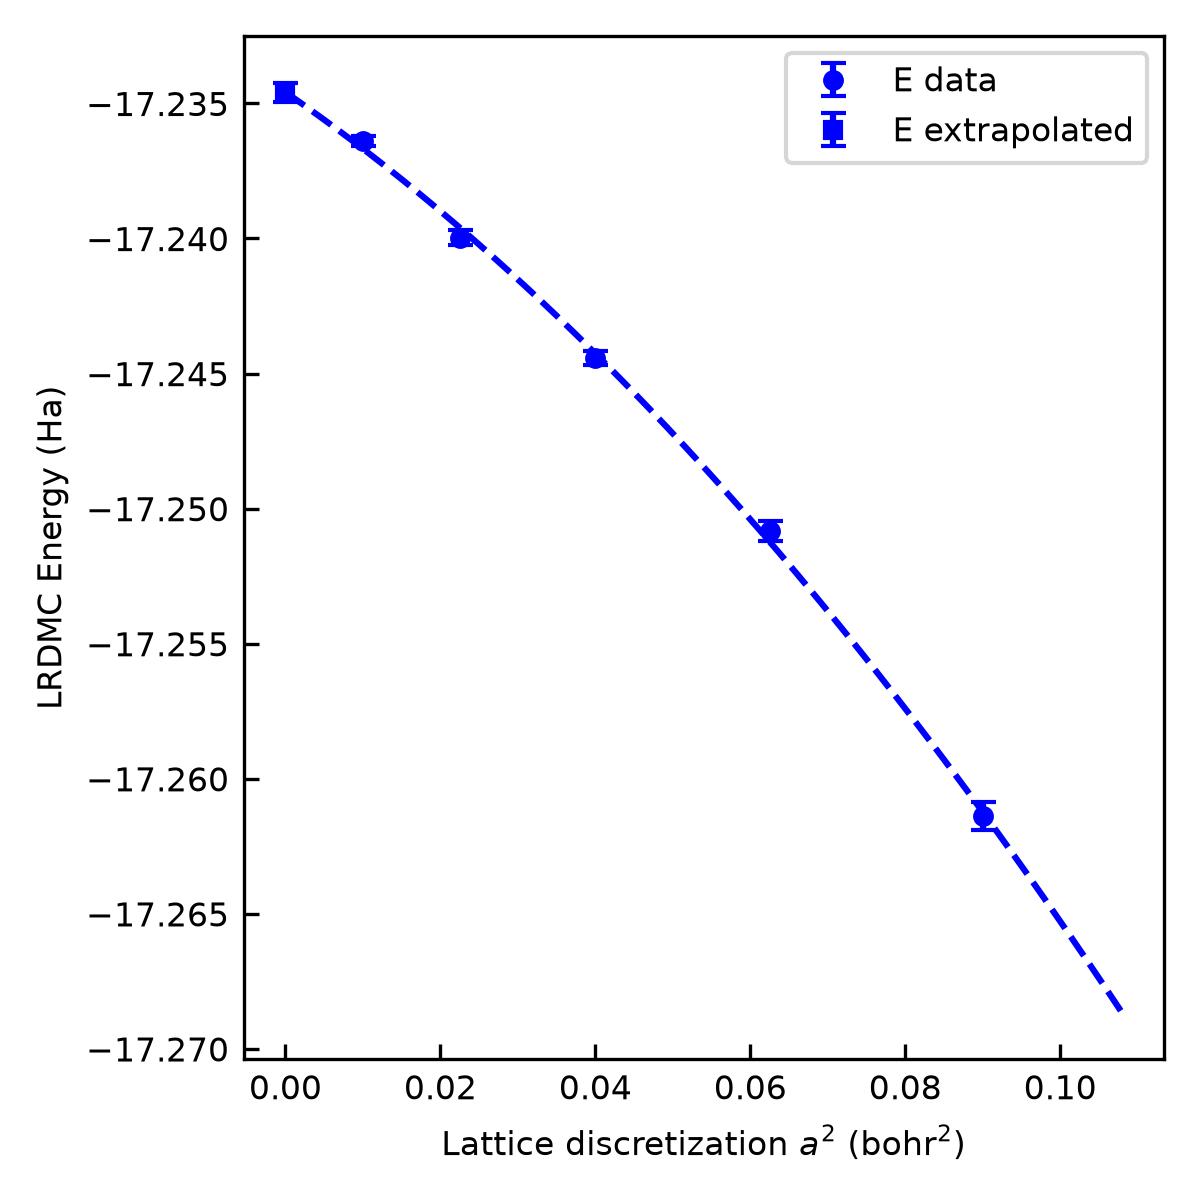 E data
E extrapolated
−17.235
−17.240
−17.245
−17.250
−17.255
−17.260
−17.265
−17.270
LRDMC Energy (Ha)
0.00 0.02 0.04 0.06 0.08 0.10
Lattice discretization a² (bohr²)